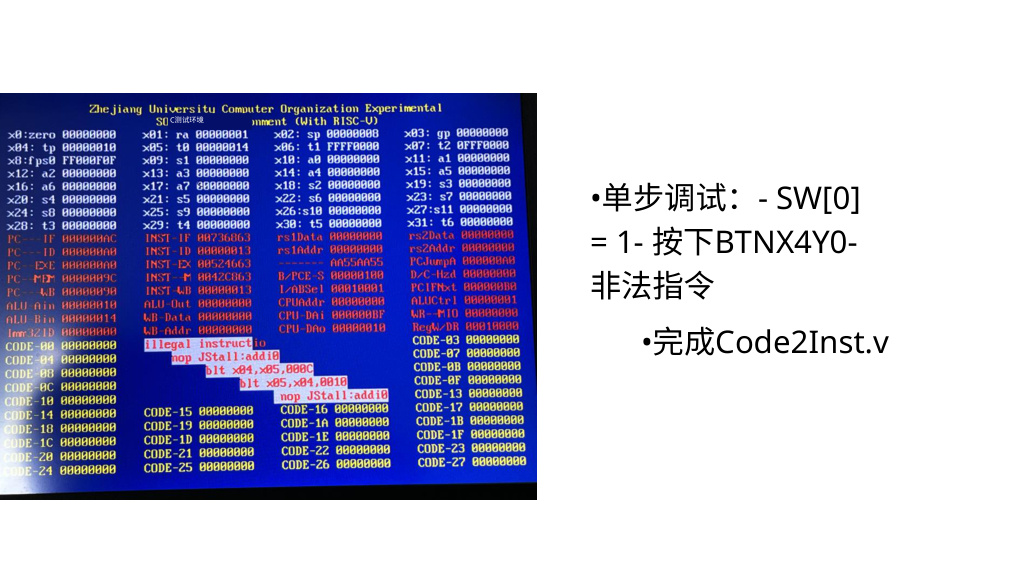 Zhejiang Universitu Computer Organization Experimental
SO C测试环境 nment (With RISC-V)
x0:zero 00000000 x01: ra 00000001 x02: sp 00000008 x03: gp 00000000
x04: tp 00000010 x05: t0 00000014 x06: t1 FFFF0000 x07: t2 0FFF0000
x8:fps0 FF000F0F x09: s1 00000000 x10: a0 00000000 x11: a1 00000000
x12: a2 00000000 x13: a3 00000000 x14: a4 00000000 x15: a5 00000000
x16: a6 00000000 x17: a7 00000000 x18: s2 00000000 x19: s3 00000000
x20: s4 00000000 x21: s5 00000000 x22: s6 00000000 x23: s7 00000000
x24: s8 00000000 x25: s9 00000000 x26:s10 00000000 x27:s11 00000000
x28: t3 00000000 x29: t4 00000000 x30: t5 00000000 x31: t6 00000000
PC---IF 000000AC INST-IF 00736863 rs1Data 00000000 rs2Data 00000000
PC---ID 000000A0 INST-ID 00000013 rs1Addr 00000000 rs2Addr 00000000
PC--EXE 000000A0 INST-EX 00524663 ------- AA55AA55 PCJumpA 000000A0
PC--MEM 0000009C INST--M 0042C863 B/PCE-S 00000100 D/C-Hzd 00000000
PC---WB 00000090 INST-WB 00000013 I/ABSel 00010001 PCIFNxt 000000B0
ALU-Ain 00000010 ALU-Out 00000000 CPUAddr 00000000 ALUCtrl 00000001
ALU-Bin 00000014 WB-Data 00000000 CPU-DAi 000000BF WR--MIO 00000000
Imm32ID 00000000 WB-Addr 00000000 CPU-DAo 00000010 RegW/DR 00010000
CODE-00 00000000 illegal instructio CODE-03 00000000
CODE-04 00000000 nop JStall:addi0 CODE-07 00000000
CODE-08 00000000 blt x04,x05,000C CODE-0B 00000000
CODE-0C 00000000 blt x05,x04,0010 CODE-0F 00000000
CODE-10 00000000 nop JStall:addi0 CODE-13 00000000
CODE-14 00000000 CODE-15 00000000 CODE-16 00000000 CODE-17 00000000
CODE-18 00000000 CODE-19 00000000 CODE-1A 00000000 CODE-1B 00000000
CODE-1C 00000000 CODE-1D 00000000 CODE-1E 00000000 CODE-1F 00000000
CODE-20 00000000 CODE-21 00000000 CODE-22 00000000 CODE-23 00000000
CODE-24 00000000 CODE-25 00000000 CODE-26 00000000 CODE-27 00000000
•单步调试：- SW[0]
= 1- 按下BTNX4Y0-
非法指令
•完成Code2Inst.v